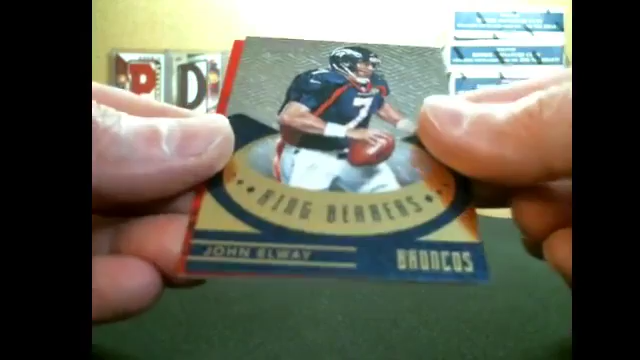 P D
7
RING BEARERS
JOHN ELWAY
BRONCOS